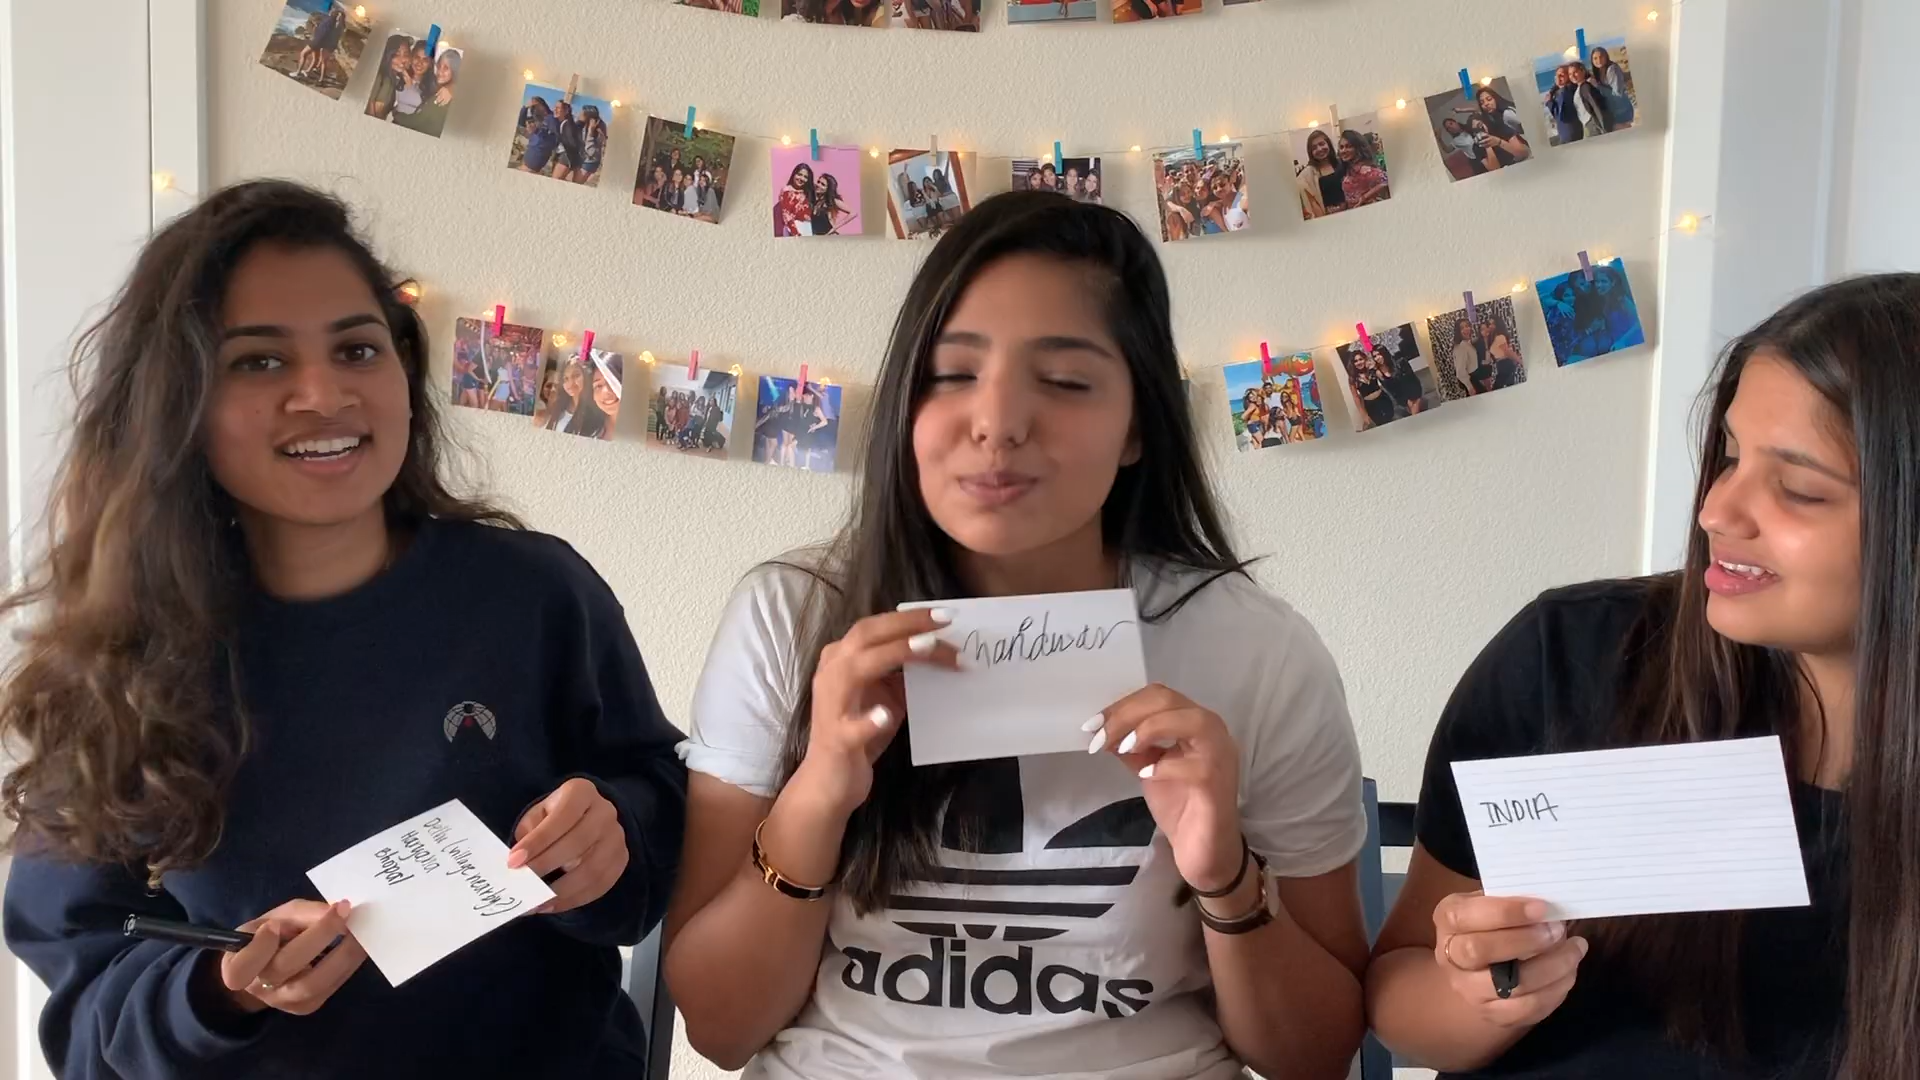 Delhi (village nearby)
Haryana
Bhopal
haridwar
INDIA
adidas